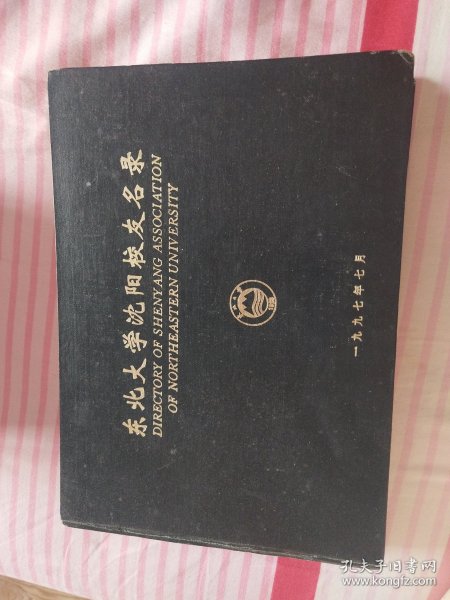 东北大学沈阳校友名录
DIRECTORY OF SHENYANG ASSOCIATION
OF NORTHEASTERN UNIVERSITY
一九九七年七月
孔夫子旧书网
www.kongfz.com